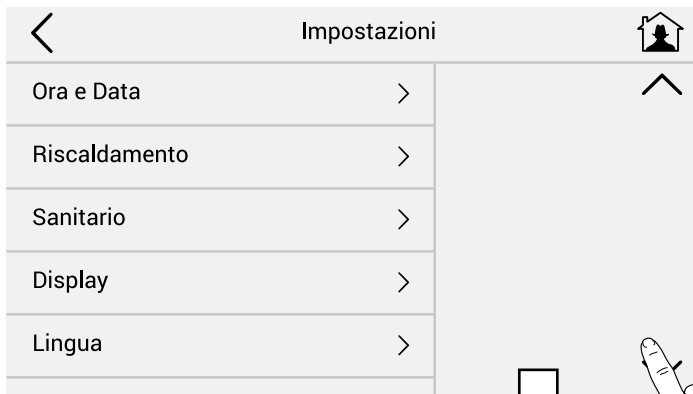 Impostazioni
Ora e Data
Riscaldamento
Sanitario
Display
Lingua